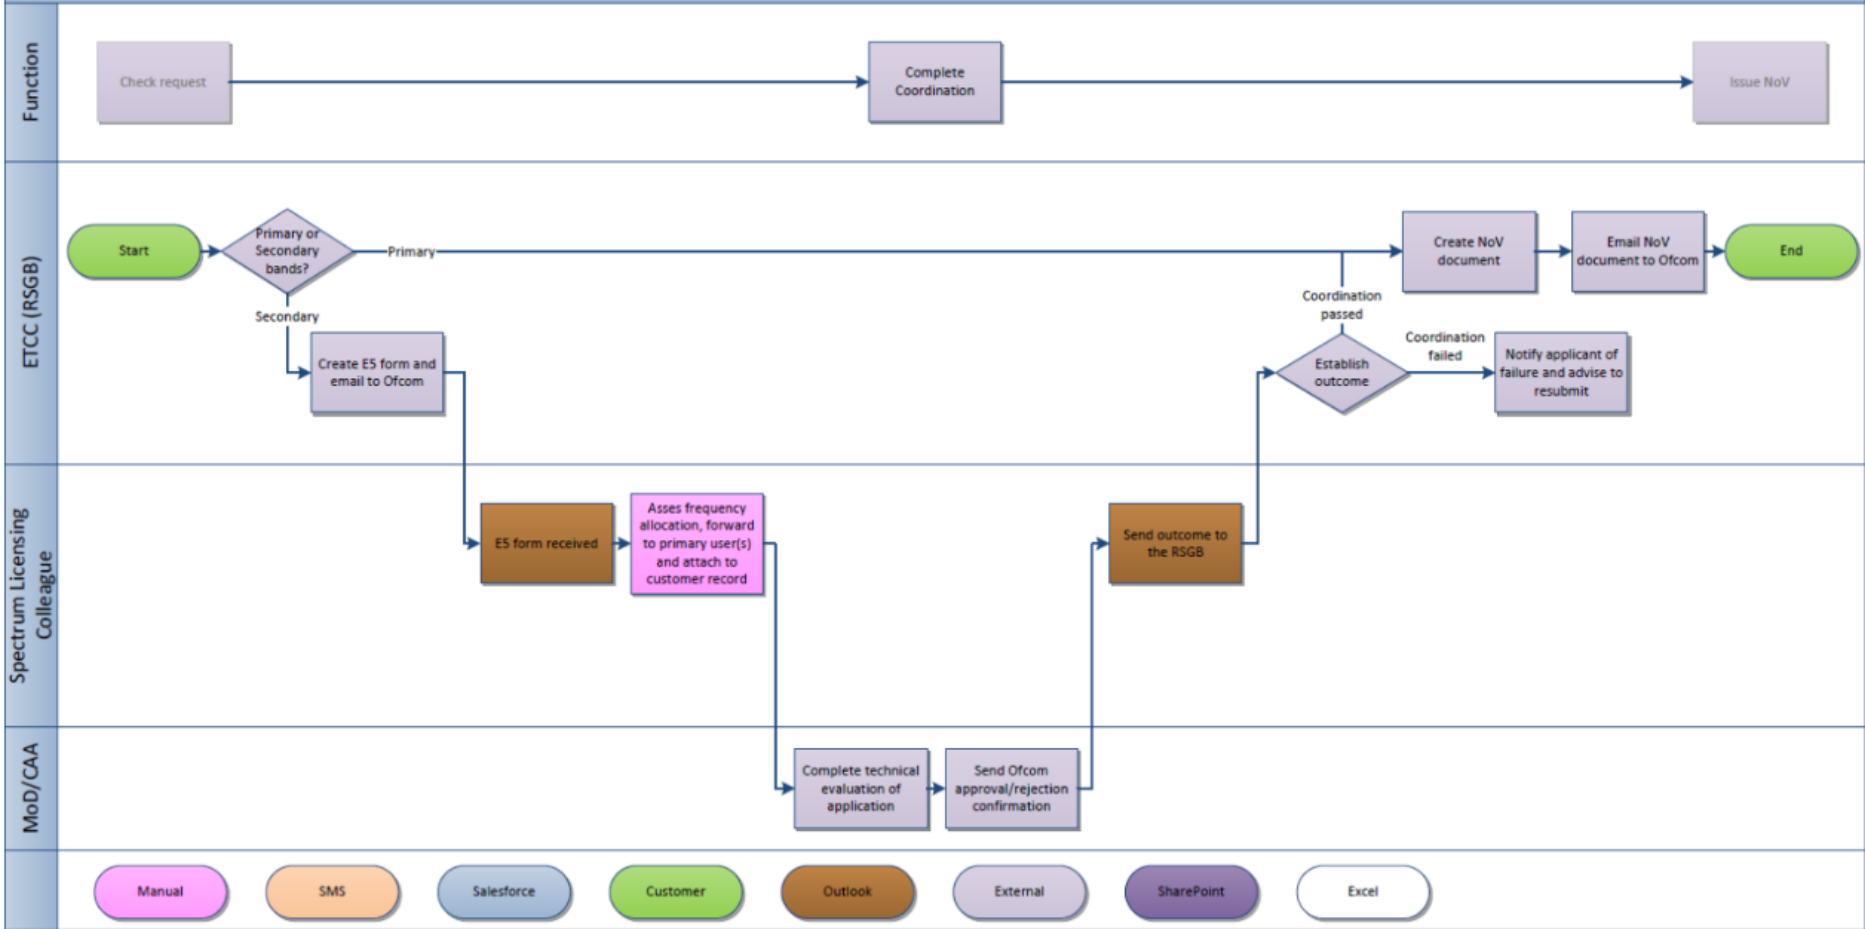 Function
Check request
Complete
Coordination
Issue NoV
ETCC (RSGB)
Start
Primary or
Secondary
bands?
Primary
Secondary
Create E5 form and
email to Ofcom
Create NoV
document
Email NoV
document to Ofcom
End
Coordination
passed
Establish
outcome
Coordination
failed
Notify applicant of
failure and advise to
resubmit
Spectrum Licensing
Colleague
E5 form received
Asses frequency
allocation, forward
to primary user(s)
and attach to
customer record
Send outcome to
the RSGB
MoD/CAA
Complete technical
evaluation of
application
Send Ofcom
approval/rejection
confirmation
Manual
SMS
Salesforce
Customer
Outlook
External
SharePoint
Excel